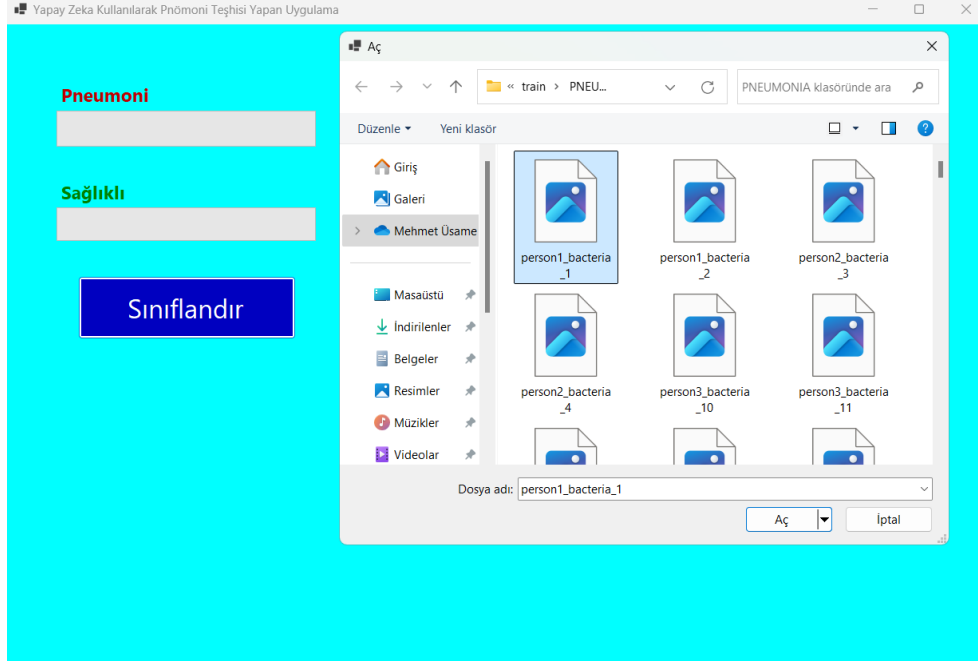 Yapay Zeka Kullanılarak Pnömoni Teşhisi Yapan Uygulama
Pneumoni
Sağlıklı
Sınıflandır
Aç
« train > PNEU...
PNEUMONIA klasöründe ara
Düzenle
Yeni klasör
Giriş
Galeri
Mehmet Üsame
Masaüstü
İndirilenler
Belgeler
Resimler
Müzikler
Videolar
person1_bacteria
_1
person1_bacteria
_2
person2_bacteria
_3
person2_bacteria
_4
person3_bacteria
_10
person3_bacteria
_11
Dosya adı: person1_bacteria_1
Aç
İptal